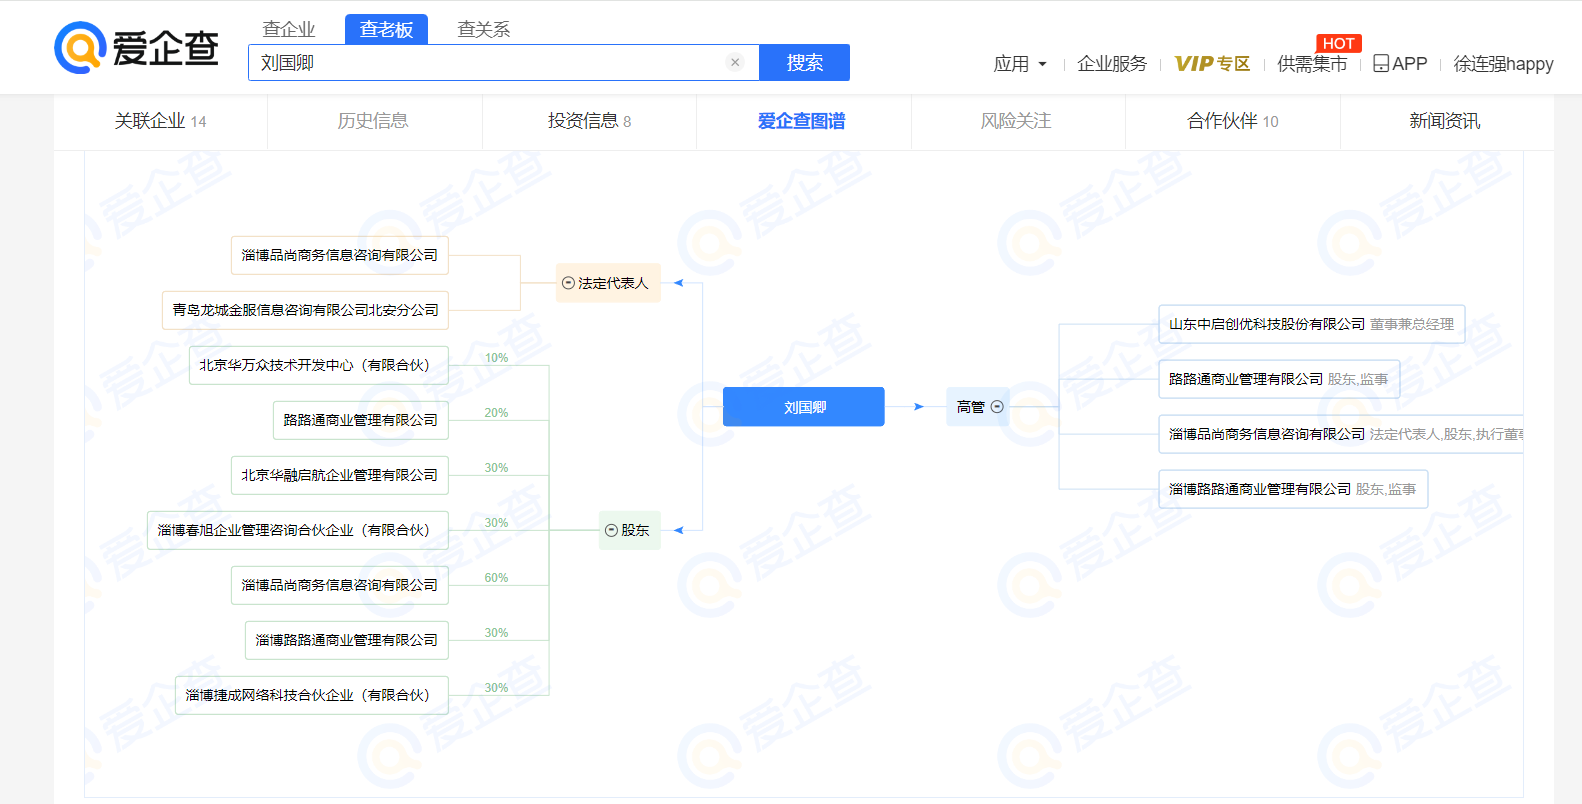 爱企查
查企业 查老板 查关系
刘国卿 搜索
应用 企业服务 VIP专区 供需集市 HOT APP 徐连强happy
关联企业 14 历史信息 投资信息 8 爱企查图谱 风险关注 合作伙伴 10 新闻资讯
淄博品尚商务信息咨询有限公司
青岛龙城金服信息咨询有限公司北安分公司
法定代表人
北京华万众技术开发中心（有限合伙） 10%
路路通商业管理有限公司 20%
北京华融启航企业管理有限公司 30%
淄博春旭企业管理咨询合伙企业（有限合伙） 30%
淄博品尚商务信息咨询有限公司 60%
淄博路路通商业管理有限公司 30%
淄博捷成网络科技合伙企业（有限合伙） 30%
股东
刘国卿
高管
山东中启创优科技股份有限公司 董事兼总经理
路路通商业管理有限公司 股东,监事
淄博品尚商务信息咨询有限公司 法定代表人,股东,执行董事
淄博路路通商业管理有限公司 股东,监事